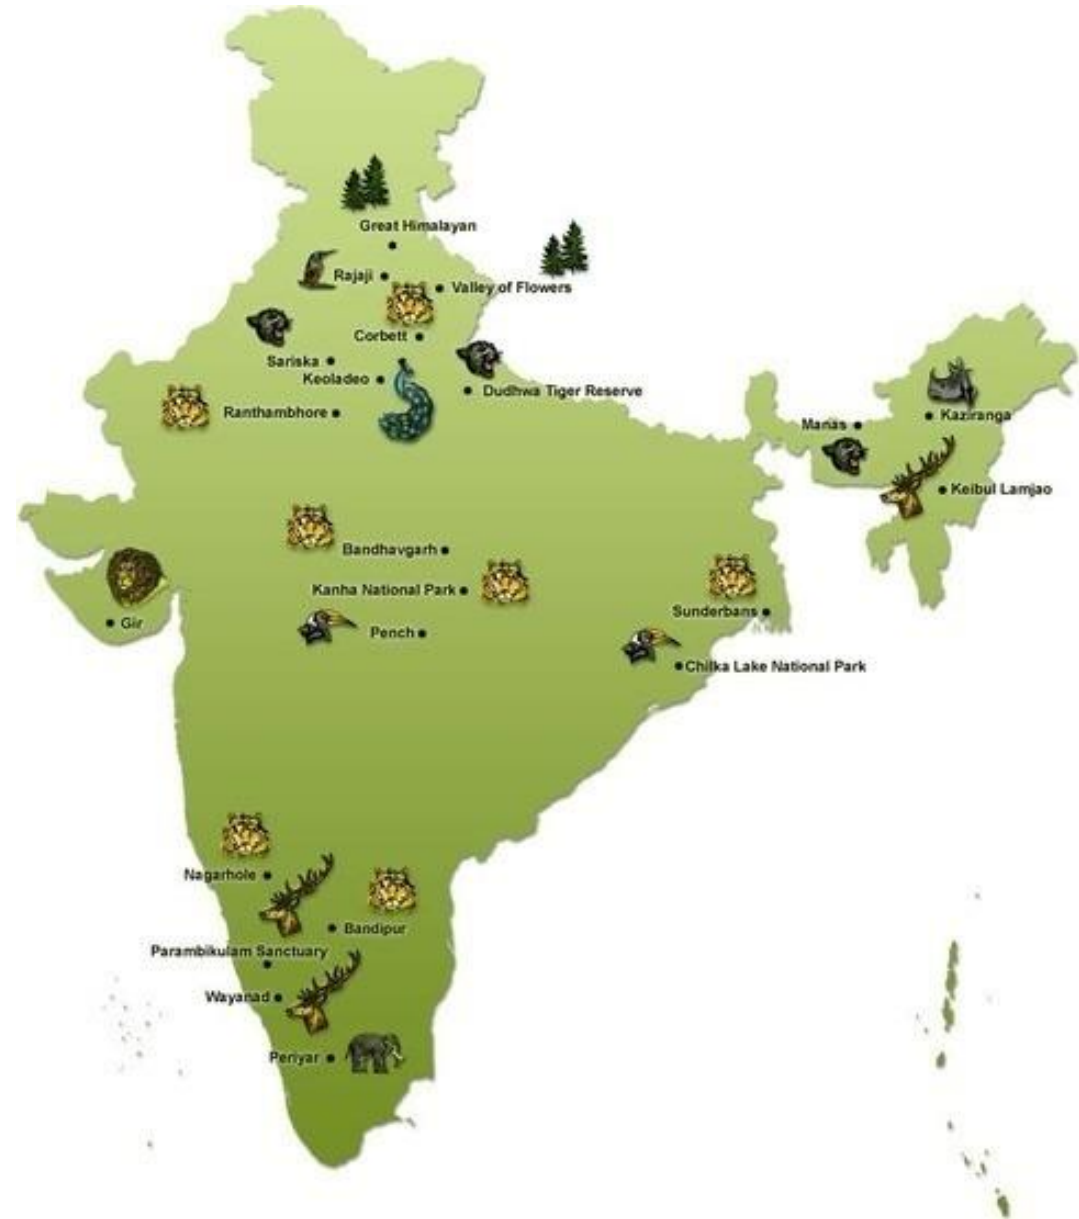 Great Himalayan
Rajaji
Valley of Flowers
Corbett
Sariska
Keoladeo
Dudhwa Tiger Reserve
Ranthambhore
Kaziranga
Manas
Keibul Lamjao
Bandhavgarh
Kanha National Park
Sunderbans
Gir
Pench
Chilka Lake National Park
Nagarhole
Bandipur
Parambikulam Sanctuary
Wayanad
Periyar